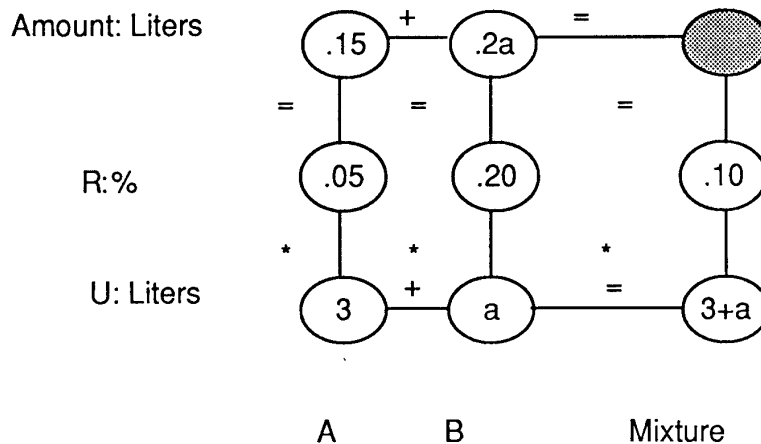 Amount: Liters .15 + .2a =
= = =
R:% .05 .20 .10
* * *
U: Liters 3 + a = 3+a
A B Mixture